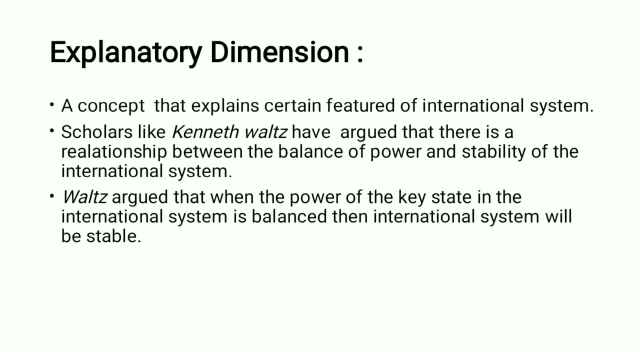 Explanatory Dimension :
• A concept that explains certain featured of international system.
• Scholars like Kenneth waltz have argued that there is a
realationship between the balance of power and stability of the
international system.
• Waltz argued that when the power of the key state in the
international system is balanced then international system will
be stable.